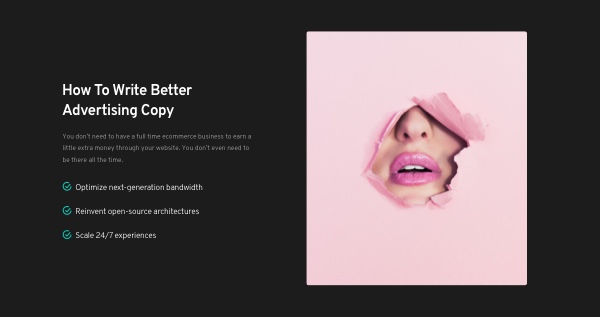 How To Write Better
Advertising Copy
You don't need to have a full time ecommerce business to earn a
little extra money through your website. You don't even need to
be there all the time.
Optimize next-generation bandwidth
Reinvent open-source architectures
Scale 24/7 experiences